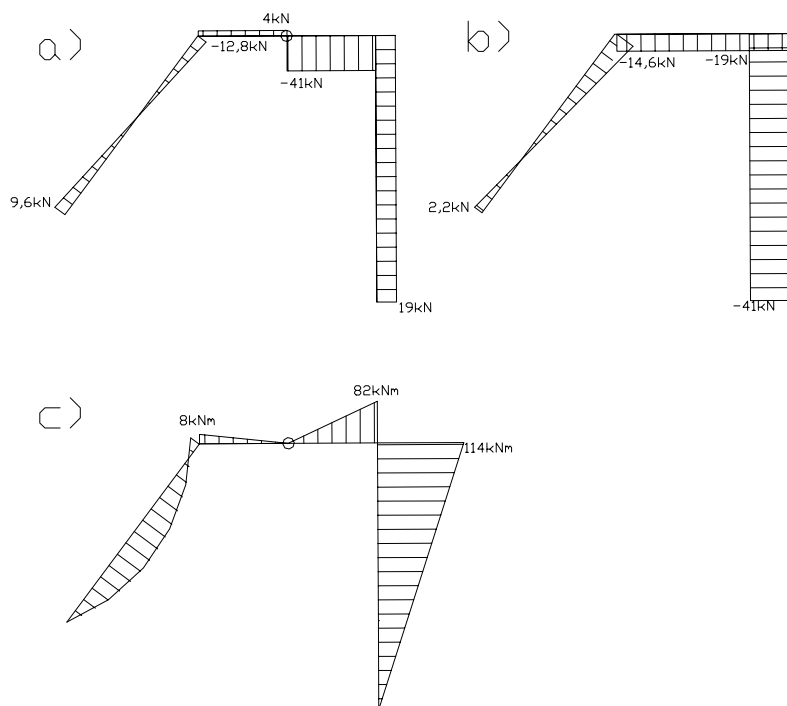 a)
4kN
-12,8kN
-41kN
9,6kN
19kN
b)
-14,6kN
-19kN
2,2kN
-41kN
c)
8kNm
82kNm
114kNm